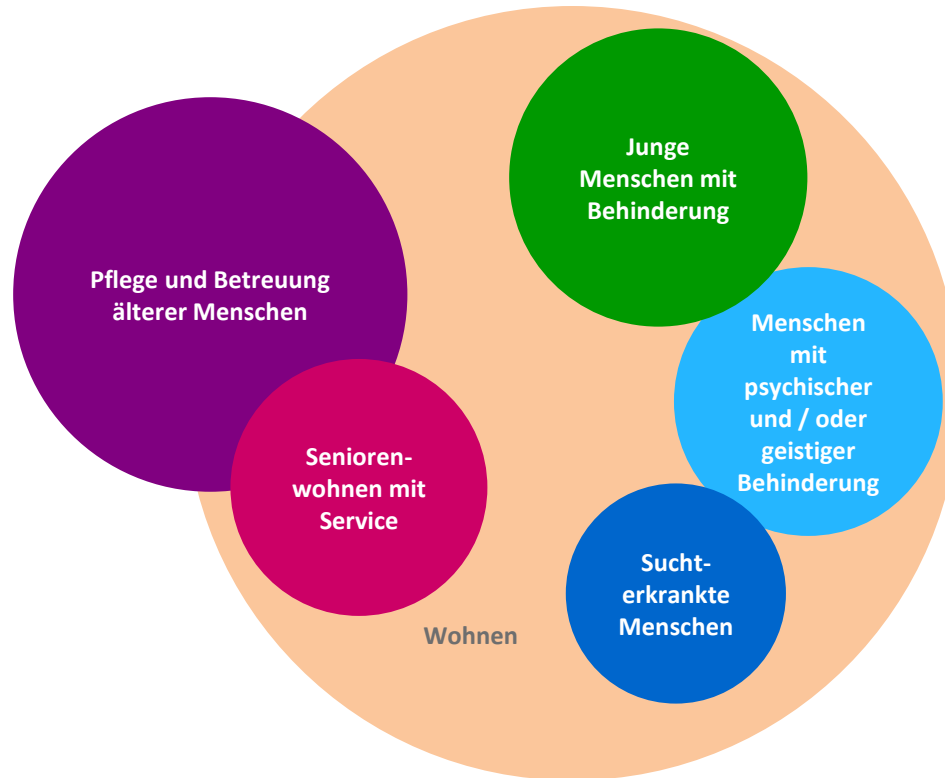 Junge
Menschen mit
Behinderung
Pflege und Betreuung
älterer Menschen
Menschen
mit
psychischer
und / oder
geistiger
Behinderung
Senioren-
wohnen mit
Service
Sucht-
erkrankte
Menschen
Wohnen